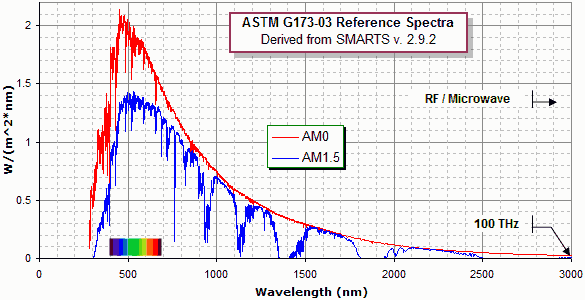 ASTM G173-03 Reference Spectra
Derived from SMARTS v. 2.9.2
2
1.5
1
0.5
0
W/(m^2*nm)
RF / Microwave
AM0
AM1.5
100 THz
0
500
1000
1500
2000
2500
3000
Wavelength (nm)